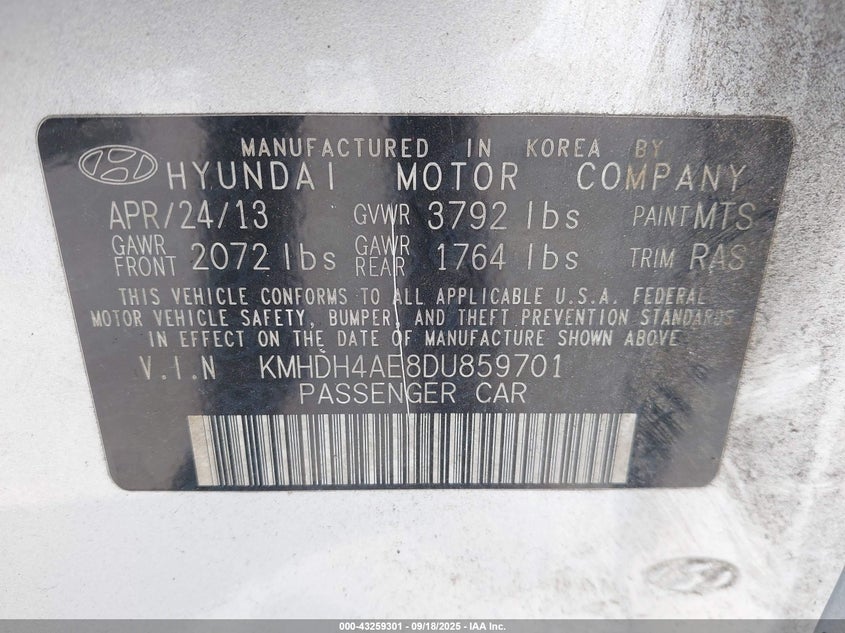 MANUFACTURED IN KOREA BY
HYUNDAI MOTOR COMPANY
APR/24/13 GVWR 3792 lbs PAINT MTS
GAWR FRONT 2072 lbs GAWR REAR 1764 lbs TRIM RAS
THIS VEHICLE CONFORMS TO ALL APPLICABLE U.S.A. FEDERAL
MOTOR VEHICLE SAFETY, BUMPER, AND THEFT PREVENTION STANDARDS
IN EFFECT ON THE DATE OF MANUFACTURE SHOWN ABOVE.
V.I.N KMHDH4AE8DU859701
PASSENGER CAR
000-43259301 - 09/18/2025 - IAA Inc.